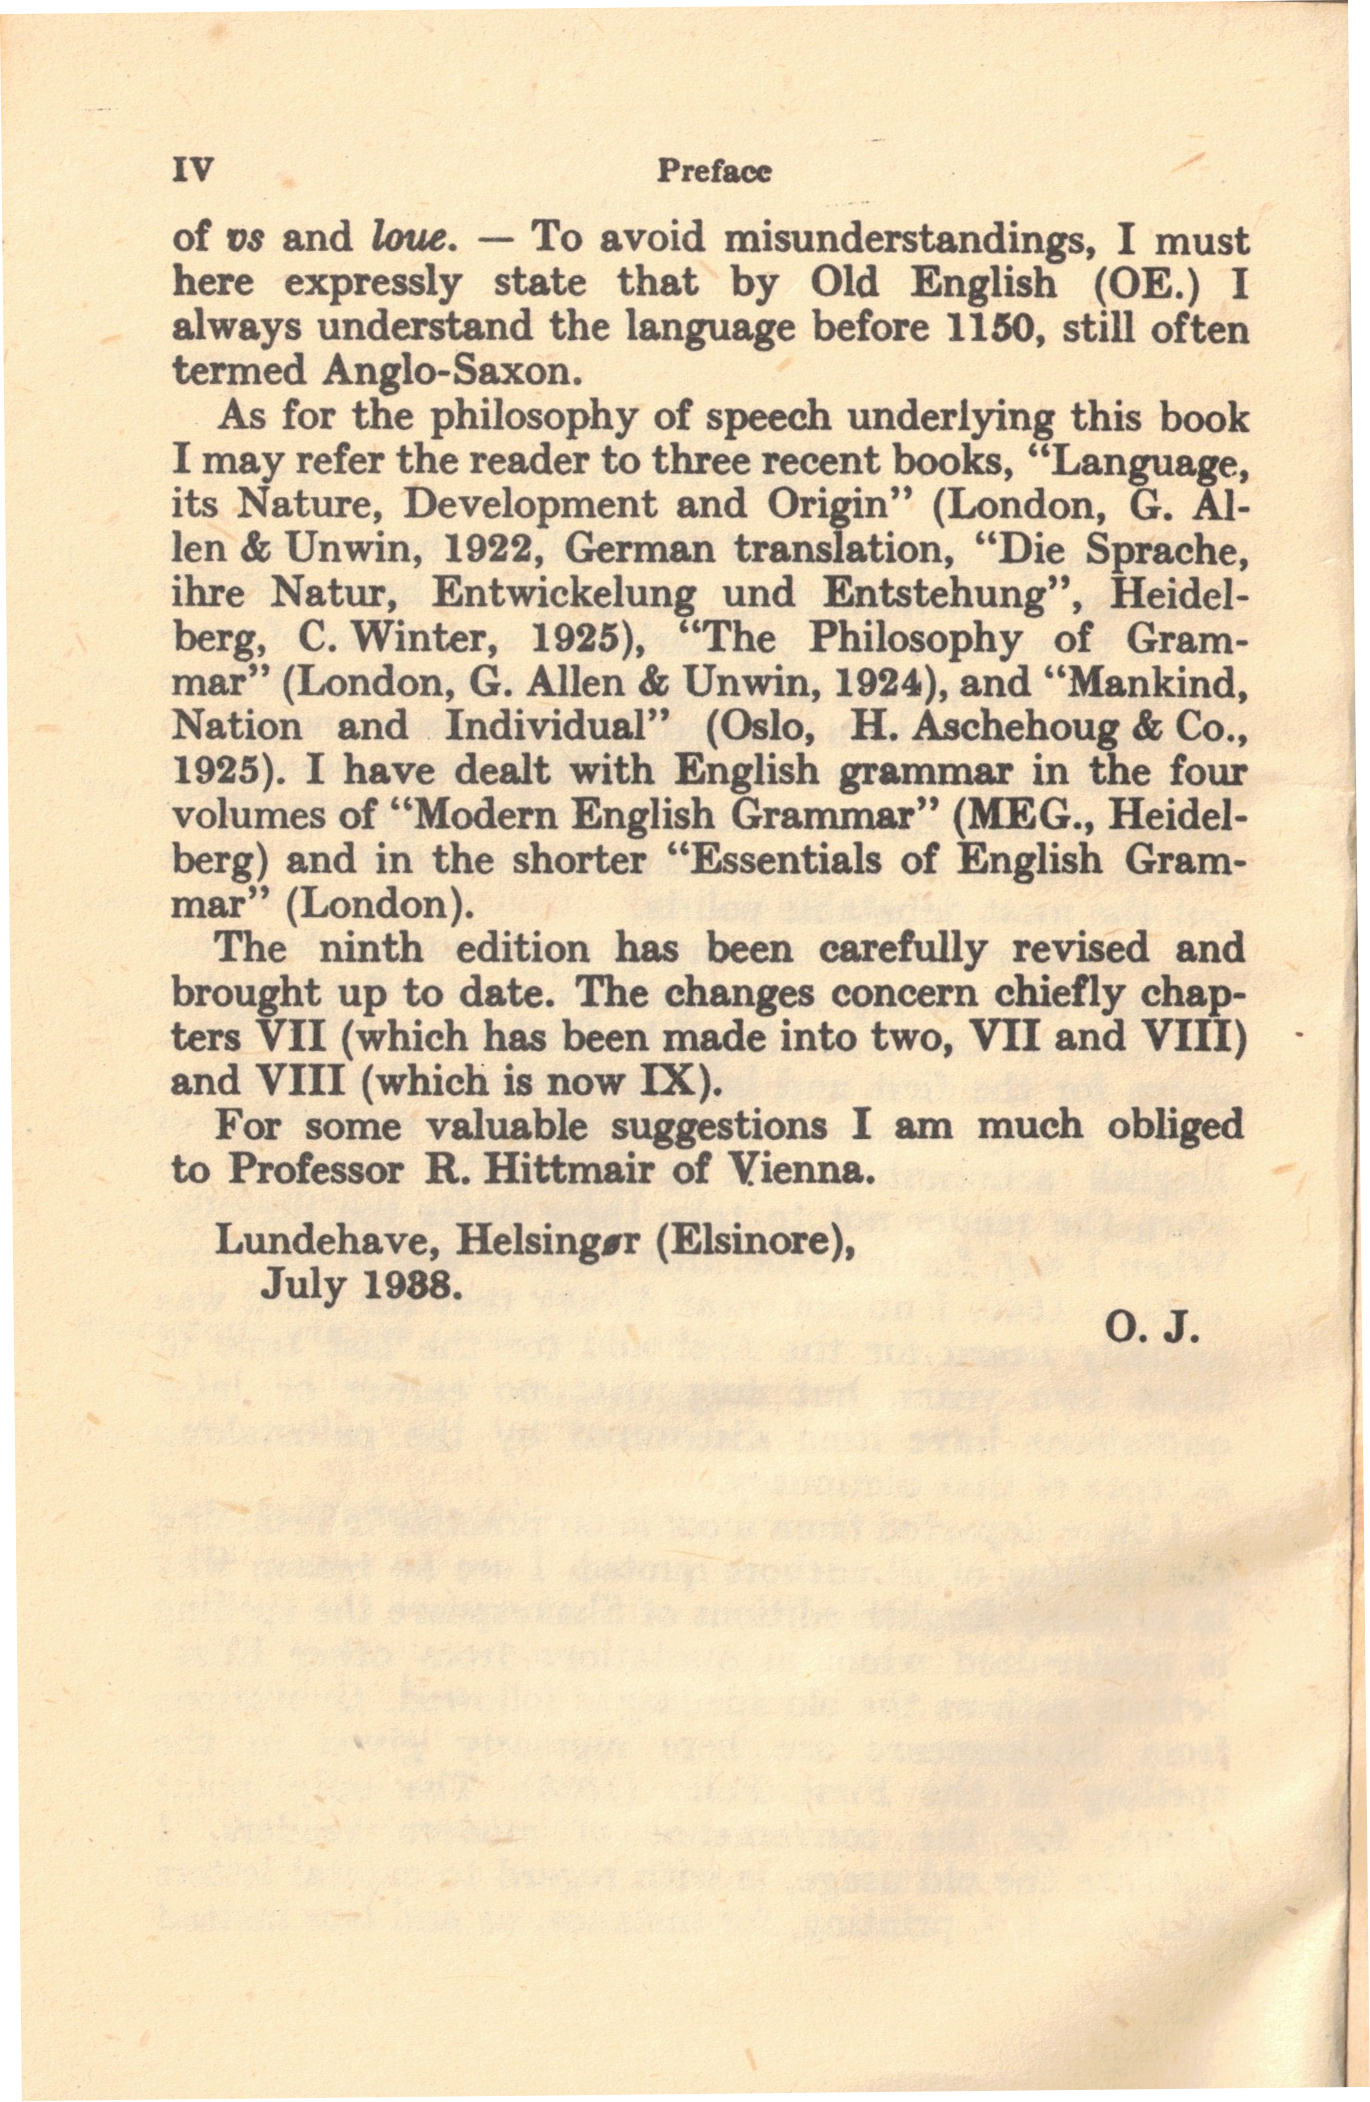 IV Preface
of vs and loue. — To avoid misunderstandings, I must
here expressly state that by Old English (OE.) I
always understand the language before 1150, still often
termed Anglo-Saxon.
As for the philosophy of speech underlying this book
I may refer the reader to three recent books, “Language,
its Nature, Development and Origin” (London, G. Al-
len & Unwin, 1922, German translation, “Die Sprache,
ihre Natur, Entwickelung und Entstehung”, Heidel-
berg, C. Winter, 1925), “The Philosophy of Gram-
mar” (London, G. Allen & Unwin, 1924), and “Mankind,
Nation and Individual” (Oslo, H. Aschehoug & Co.,
1925). I have dealt with English grammar in the four
volumes of “Modern English Grammar” (MEG., Heidel-
berg) and in the shorter “Essentials of English Gram-
mar” (London).
The ninth edition has been carefully revised and
brought up to date. The changes concern chiefly chap-
ters VII (which has been made into two, VII and VIII)
and VIII (which is now IX).
For some valuable suggestions I am much obliged
to Professor R. Hittmair of Vienna.
Lundehave, Helsingør (Elsinore),
July 1938.
O. J.